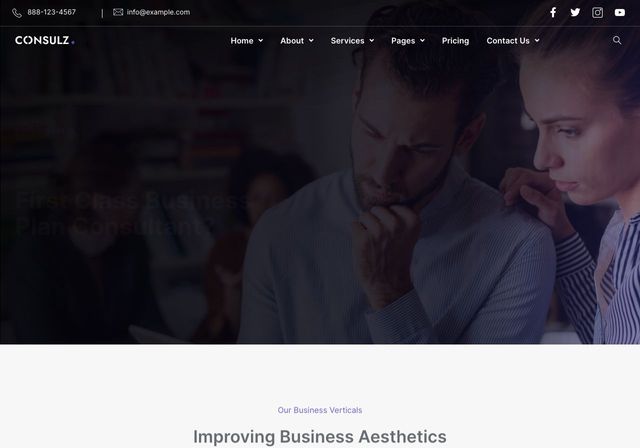 888-123-4567 | info@example.com
CONSULZ
Home About Services Pages Pricing Contact Us
First Class Business
Plan Consultant?
Our Business Verticals
Improving Business Aesthetics